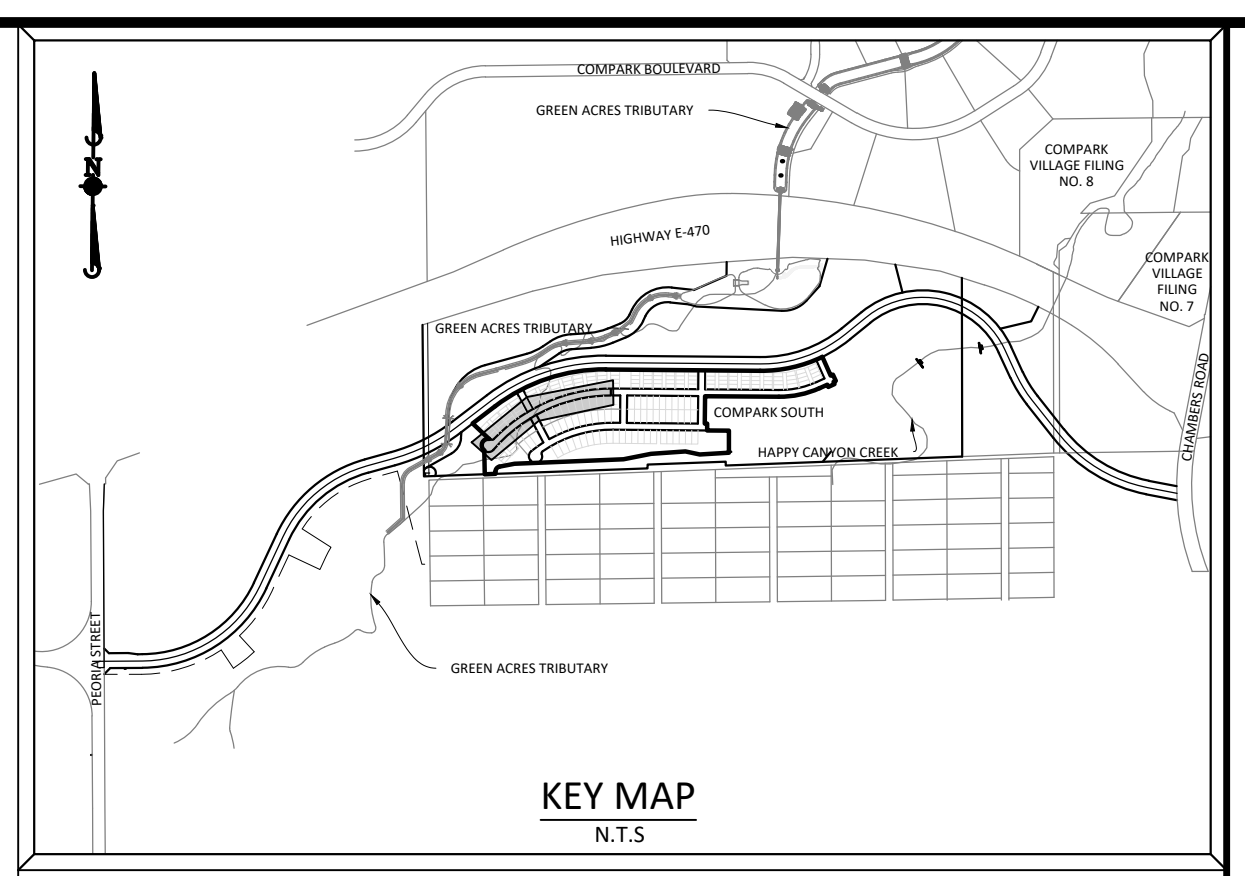 COMPARK BOULEVARD
GREEN ACRES TRIBUTARY
N
COMPARK
VILLAGE FILING
NO. 8
HIGHWAY E-470
COMPARK
VILLAGE
FILING
NO. 7
GREEN ACRES TRIBUTARY
CHAMBERS ROAD
COMPARK SOUTH
HAPPY CANYON CREEK
PEORIA STREET
GREEN ACRES TRIBUTARY
KEY MAP
N.T.S